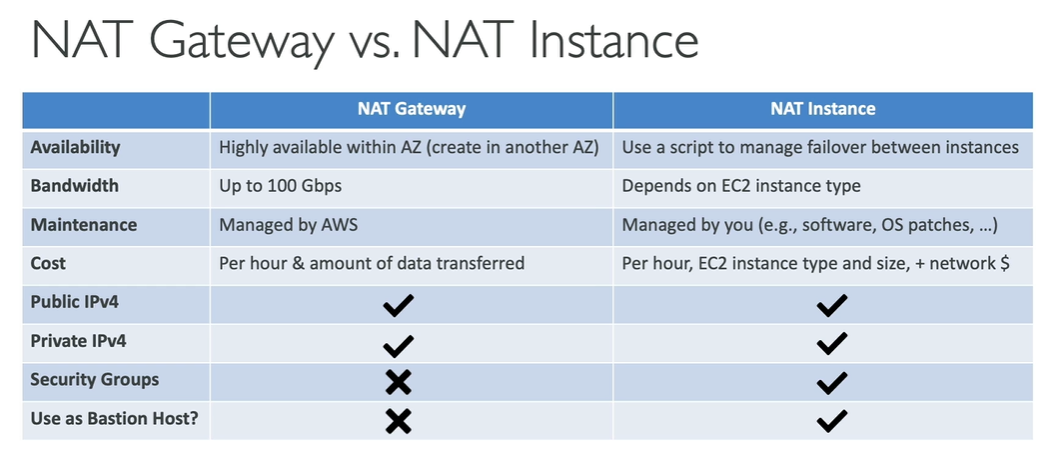 NAT Gateway vs. NAT Instance
NAT Gateway NAT Instance
Availability Highly available within AZ (create in another AZ) Use a script to manage failover between instances
Bandwidth Up to 100 Gbps Depends on EC2 instance type
Maintenance Managed by AWS Managed by you (e.g., software, OS patches, …)
Cost Per hour & amount of data transferred Per hour, EC2 instance type and size, + network $
Public IPv4 ✔ ✔
Private IPv4 ✔ ✔
Security Groups ✖ ✔
Use as Bastion Host? ✖ ✔